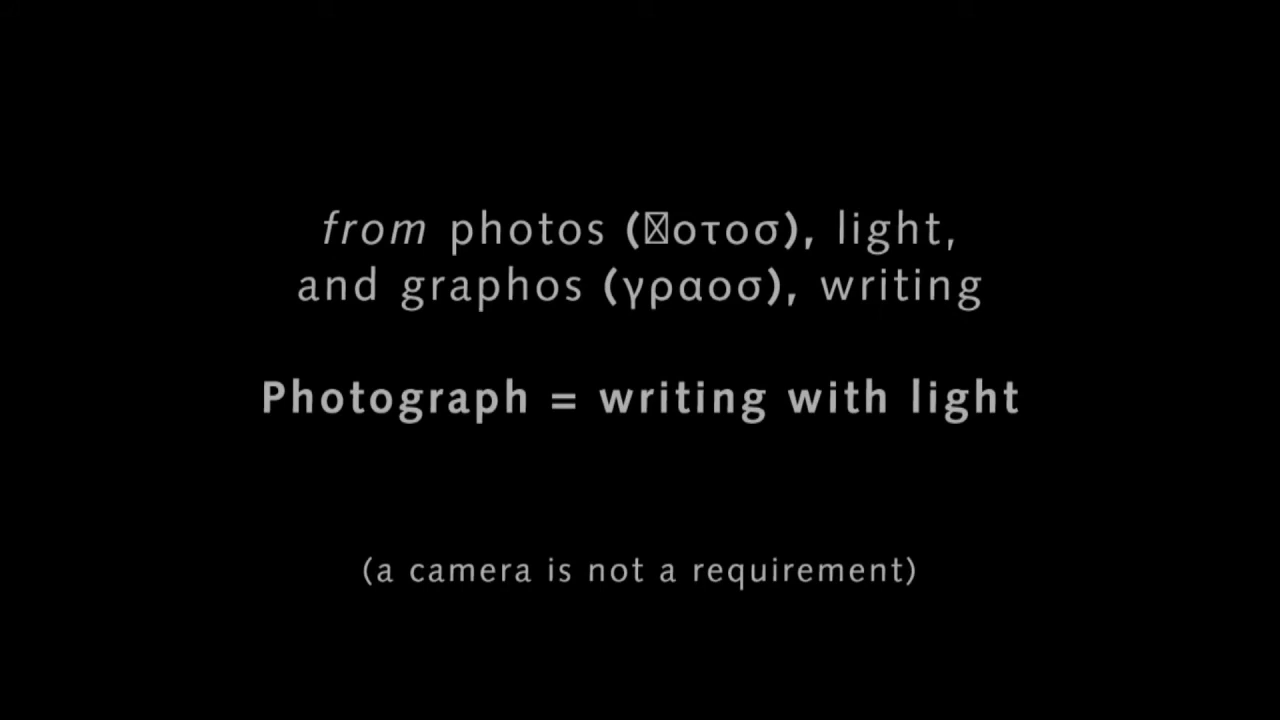 from photos (☒οτοσ), light,
and graphos (γραοσ), writing
Photograph = writing with light
(a camera is not a requirement)